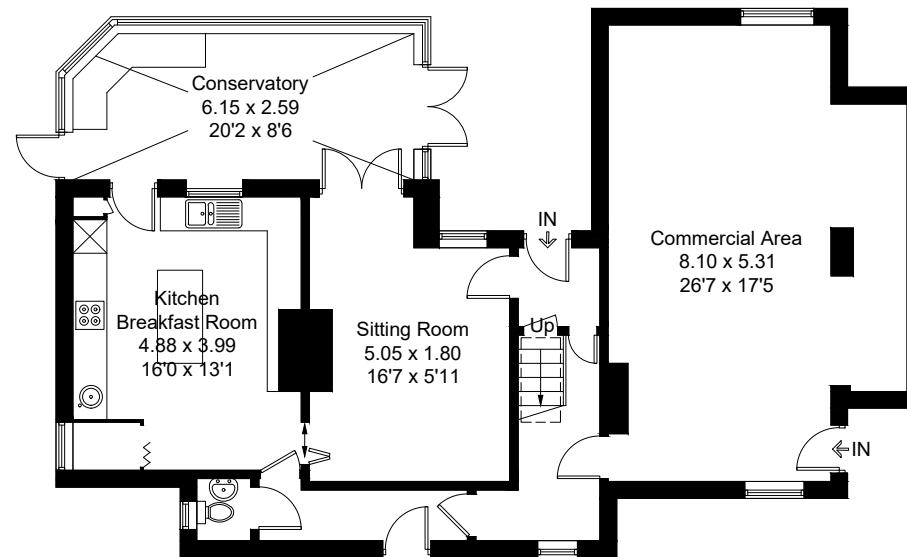 Conservatory
6.15 x 2.59
20'2 x 8'6
IN
Commercial Area
8.10 x 5.31
26'7 x 17'5
Kitchen
Breakfast Room
4.88 x 3.99
16'0 x 13'1
Up
Sitting Room
5.05 x 1.80
16'7 x 5'11
IN